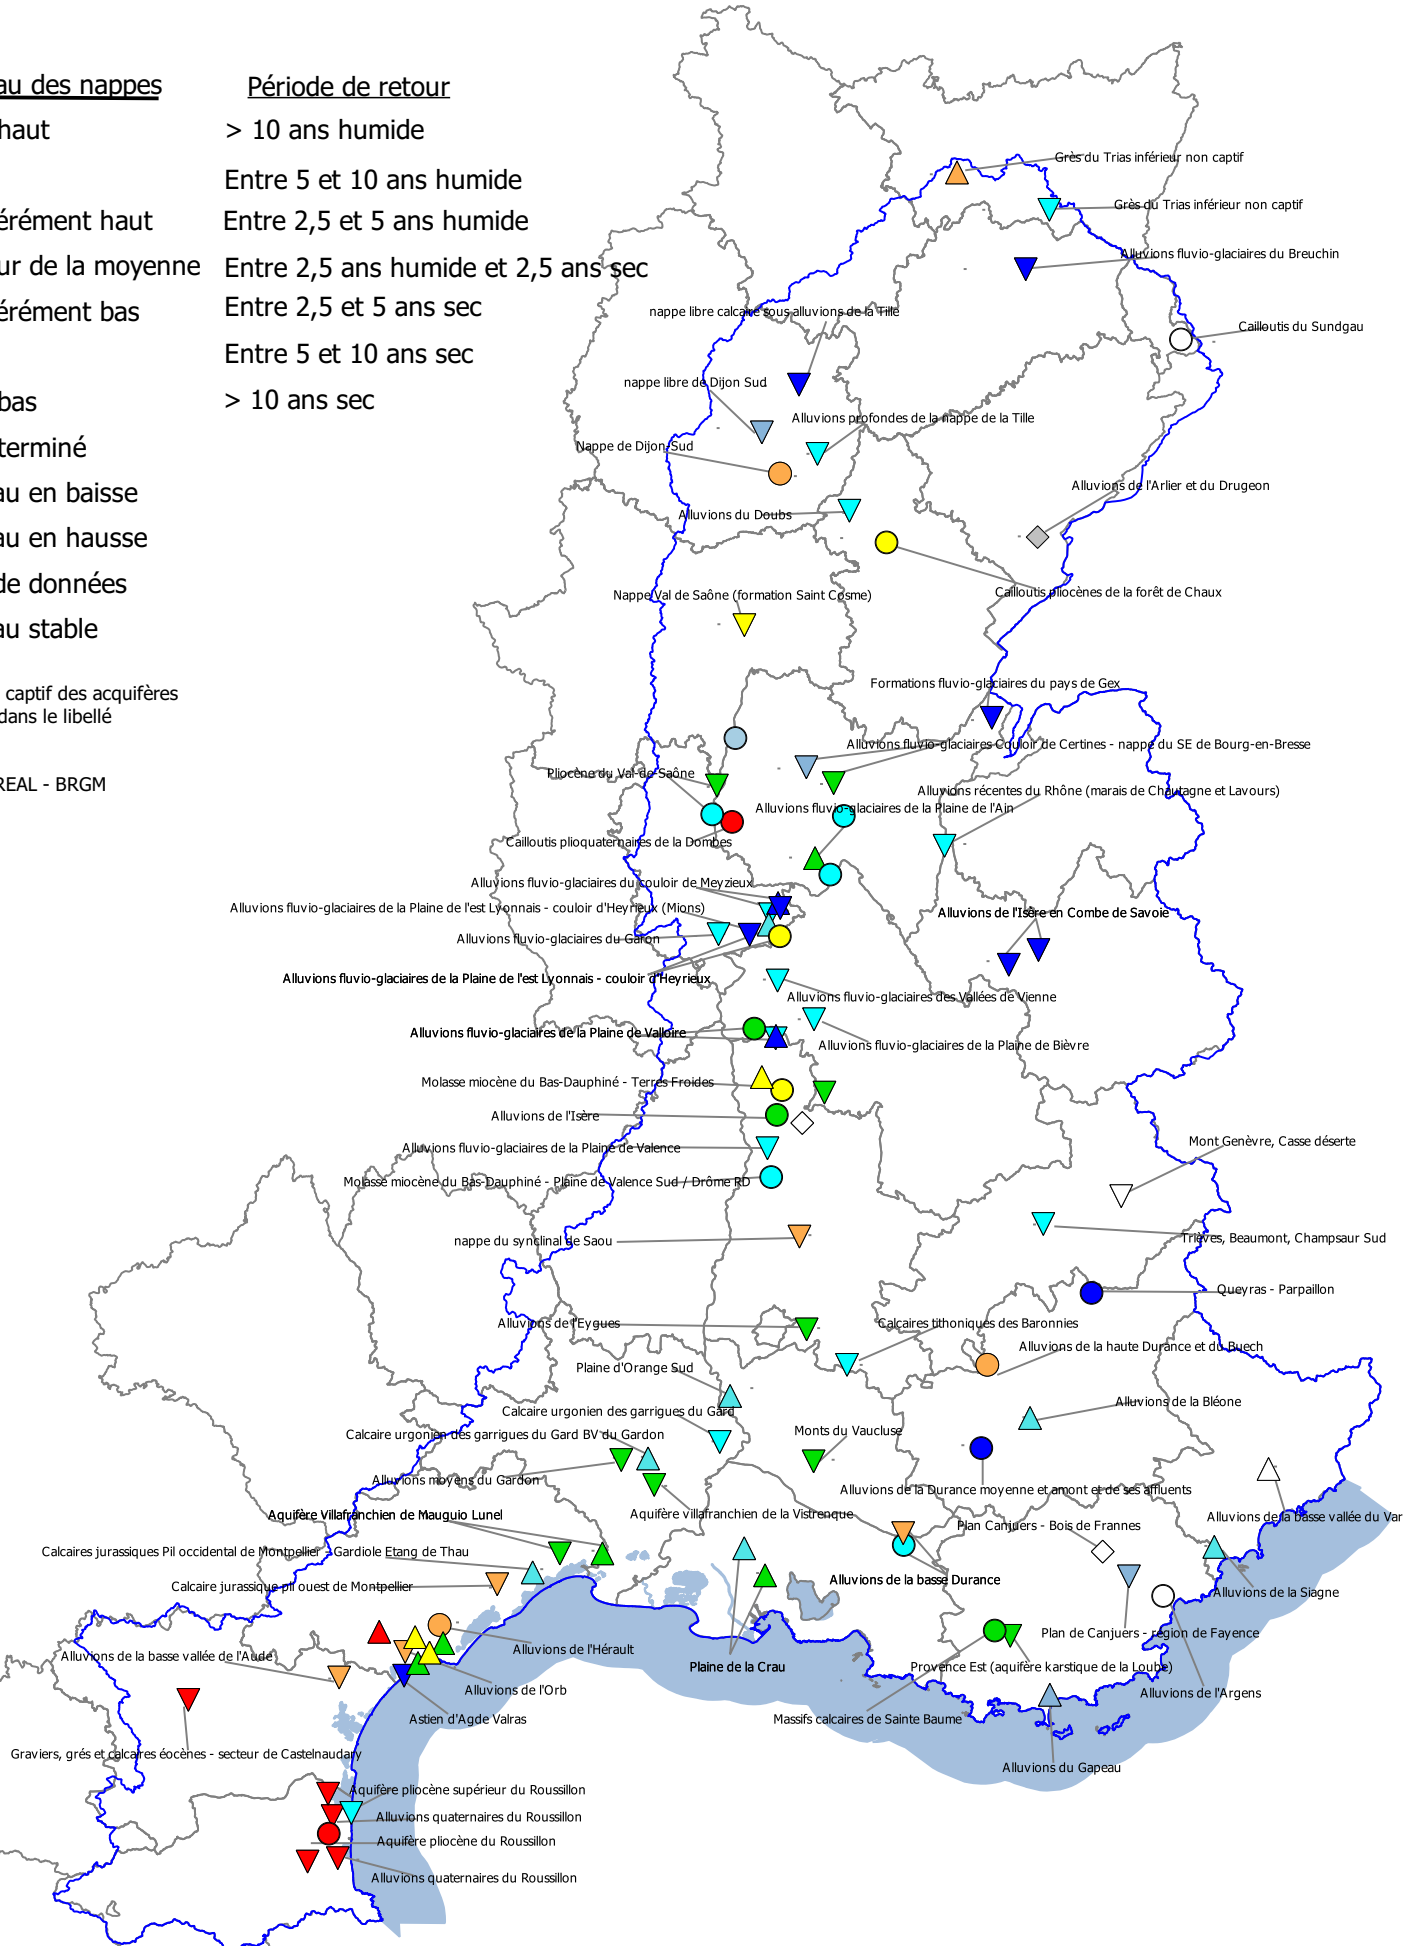 au des nappes
Période de retour
haut
> 10 ans humide
Entre 5 et 10 ans humide
érément haut
Entre 2,5 et 5 ans humide
ur de la moyenne
Entre 2,5 ans humide et 2,5 ans sec
érément bas
Entre 2,5 et 5 ans sec
Entre 5 et 10 ans sec
bas
> 10 ans sec
terminé
au en baisse
au en hausse
de données
au stable
captif des acquifères
dans le libellé
REAL - BRGM
Grès du Trias inférieur non captif
Grès du Trias inférieur non captif
Alluvions fluvio-glaciaires du Breuchin
nappe libre calcaire sous alluvions de la Tille
Cailloutis du Sundgau
nappe libre de Dijon Sud
Alluvions profondes de la nappe de la Tille
Nappe de Dijon-Sud
Alluvions de l'Arlier et du Drugeon
Alluvions du Doubs
Cailloutis pliocènes de la forêt de Chaux
Nappe Val de Saône (formation Saint Cosme)
Formations fluvio-glaciaires du pays de Gex
Alluvions fluvio-glaciaires Couloir de Certines - nappe du SE de Bourg-en-Bresse
Pliocène du Val-de-Saône
Alluvions récentes du Rhône (marais de Chautagne et Lavours)
Alluvions fluvio-glaciaires de la Plaine de l'Ain
Cailloutis plioquaternaires de la Dombes
Alluvions fluvio-glaciaires du couloir de Meyzieux
Alluvions fluvio-glaciaires de la Plaine de l'est Lyonnais - couloir d'Heyrieux (Mions)
Alluvions de l'Isère en Combe de Savoie
Alluvions fluvio-glaciaires du Garon
Alluvions fluvio-glaciaires de la Plaine de l'est Lyonnais - couloir d'Heyrieux
Alluvions fluvio-glaciaires des Vallées de Vienne
Alluvions fluvio-glaciaires de la Plaine de Valloire
Alluvions fluvio-glaciaires de la Plaine de Bièvre
Molasse miocène du Bas-Dauphiné - Terres Froides
Alluvions de l'Isère
Mont Genèvre, Casse déserte
Alluvions fluvio-glaciaires de la Plaine de Valence
Molasse miocène du Bas-Dauphiné - Plaine de Valence Sud / Drôme RD
Trièves, Beaumont, Champsaur Sud
nappe du synclinal de Saou
Queyras - Parpaillon
Alluvions de l'Eygues
Calcaires tithoniques des Baronnies
Alluvions de la haute Durance et du Buech
Plaine d'Orange Sud
Alluvions de la Bléone
Calcaire urgonien des garrigues du Gard
Monts du Vaucluse
Calcaire urgonien des garrigues du Gard BV du Gardon
Alluvions moyens du Gardon
Alluvions de la Durance moyenne et amont et de ses affluents
Aquifère Villafranchien de Mauguio Lunel
Aquifère villafranchien de la Vistrenque
Alluvions de la basse vallée du Var
Plan Canjuers - Bois de Frannes
Calcaires jurassiques Pil occidental de Montpellier - Gardiole Etang de Thau
Alluvions de la basse Durance
Calcaire jurassique pli ouest de Montpellier
Alluvions de la Siagne
Plan de Canjuers - région de Fayence
Alluvions de l'Hérault
Alluvions de la basse vallée de l'Aude
Plaine de la Crau
Provence Est (aquifère karstique de la Loube)
Alluvions de l'Orb
Alluvions de l'Argens
Astien d'Agde Valras
Massifs calcaires de Sainte Baume
Graviers, grés et calcaires éocènes - secteur de Castelnaudary
Alluvions du Gapeau
Aquifère pliocène supérieur du Roussillon
Alluvions quaternaires du Roussillon
Aquifère pliocène du Roussillon
Alluvions quaternaires du Roussillon